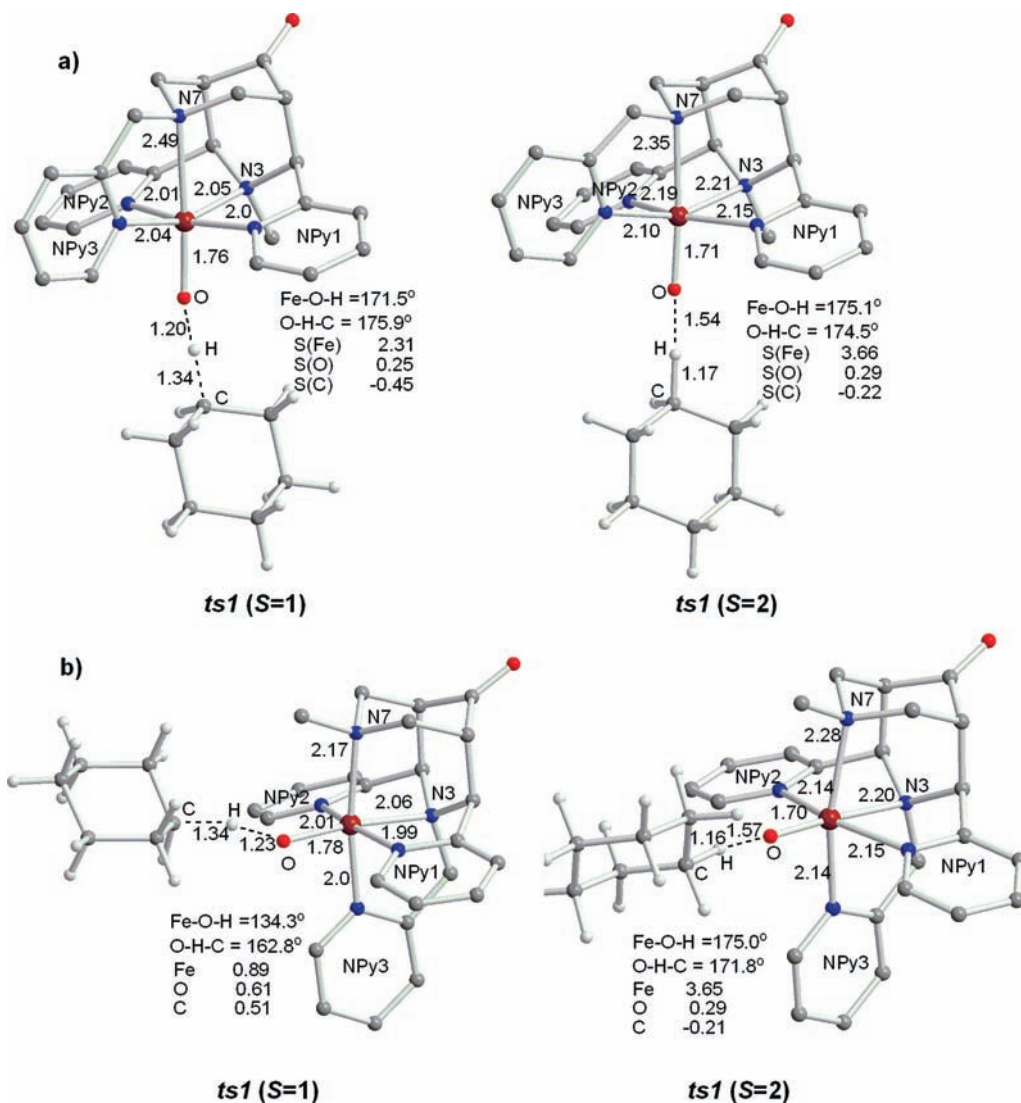 a)
N7
2.49
N3
2.05
2.01
NPy2
2.0
2.04
NPy3
NPy1
1.76
O
Fe-O-H =171.5°
1.20
H
O-H-C = 175.9°
S(Fe) 2.31
S(O) 0.25
S(C) -0.45
1.34
C
ts1 (S=1)
N7
2.35
N3
NPy2
2.19
2.21
NPy3
2.15
2.10
NPy1
1.71
O
Fe-O-H =175.1°
1.54
O-H-C = 174.5°
H
S(Fe) 3.66
S(O) 0.29
S(C) -0.22
1.17
C
ts1 (S=2)
b)
N7
2.17
NPy2
2.06
N3
C
H
2.01
1.99
1.34
1.23
O
1.78
NPy1
2.0
Fe-O-H =134.3°
O-H-C = 162.8°
Fe 0.89
O 0.61
C 0.51
NPy3
ts1 (S=1)
N7
2.28
NPy2
2.14
2.20
N3
1.70
1.16
1.57
O
H
C
2.15
NPy1
2.14
Fe-O-H =175.0°
O-H-C = 171.8°
Fe 3.65
O 0.29
C -0.21
NPy3
ts1 (S=2)